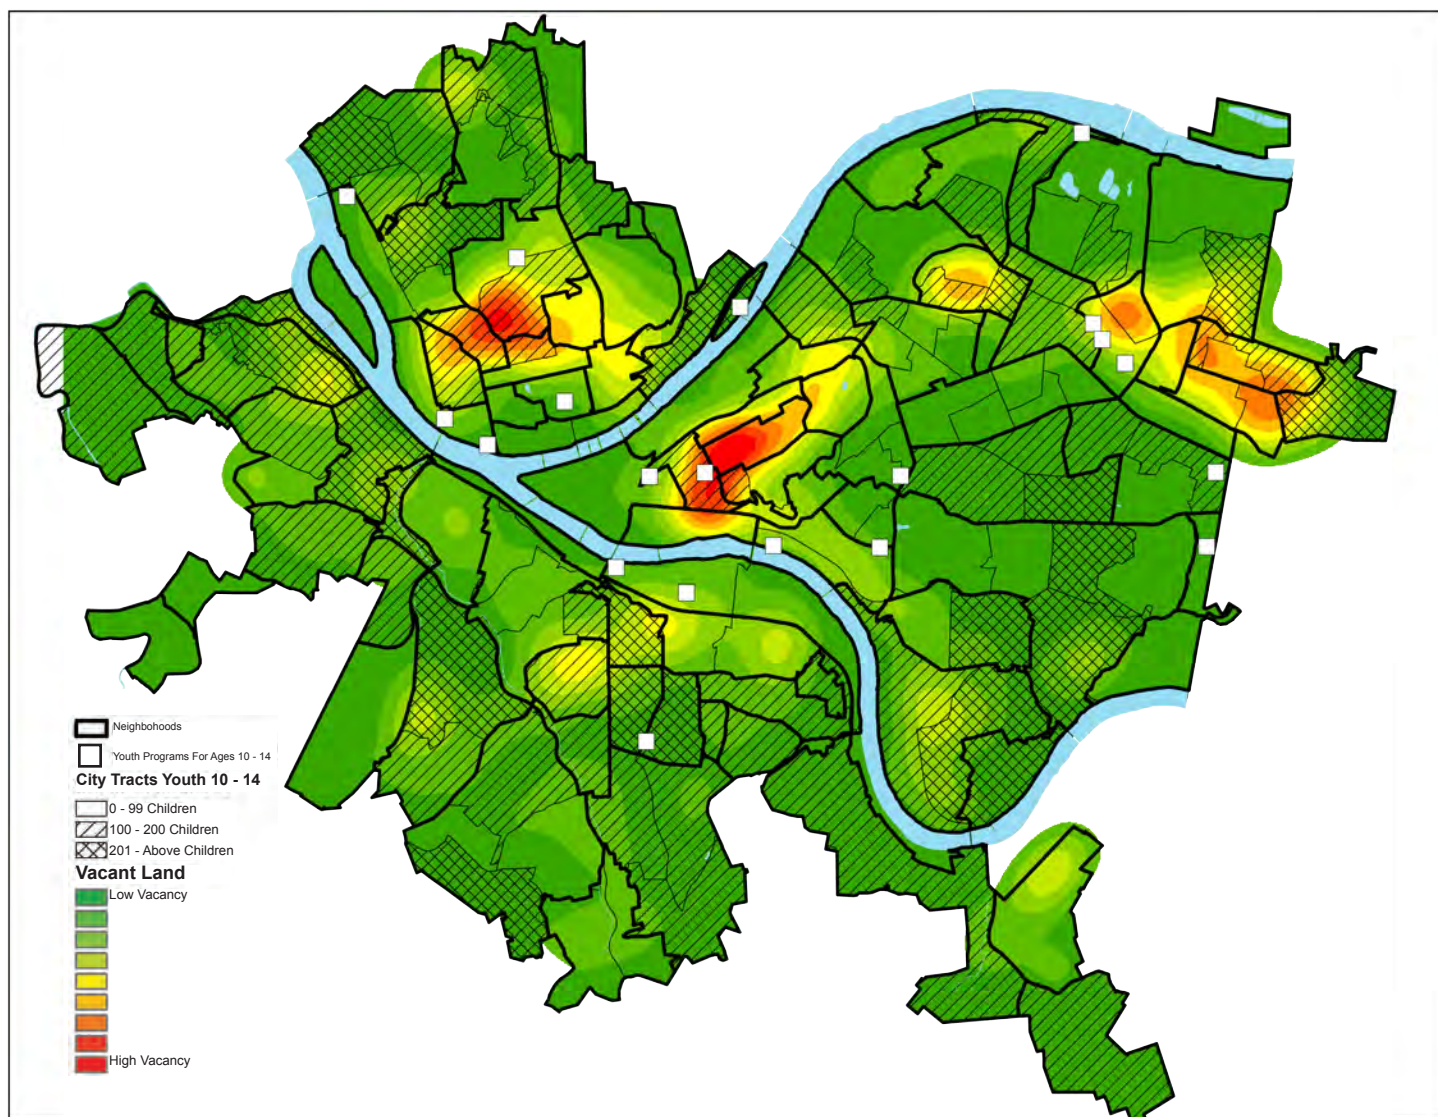 Neighbohoods
Youth Programs For Ages 10 - 14
City Tracts Youth 10 - 14
0 - 99 Children
100 - 200 Children
201 - Above Children
Vacant Land
Low Vacancy
High Vacancy